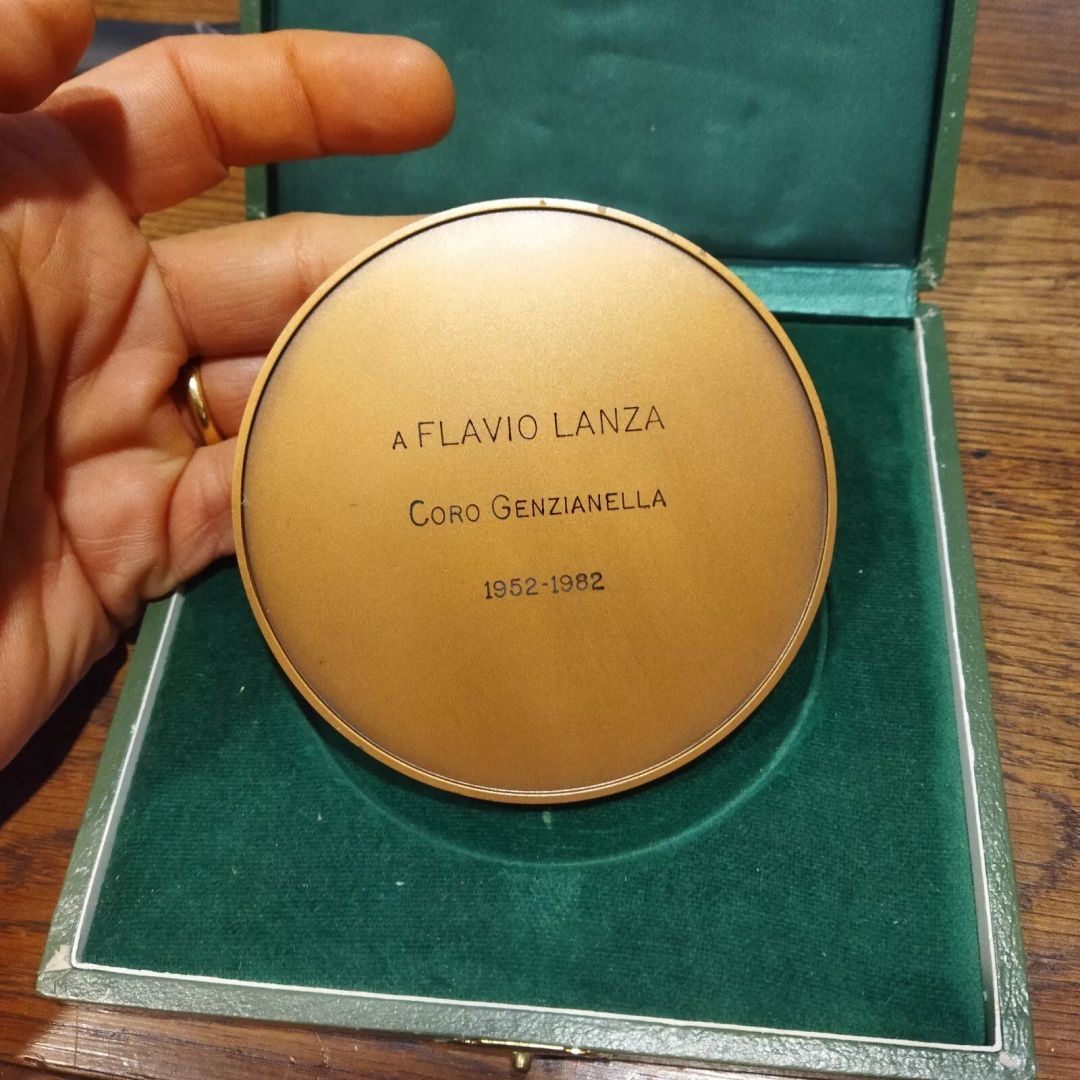 A FLAVIO LANZA
CORO GENZIANELLA
1952-1982